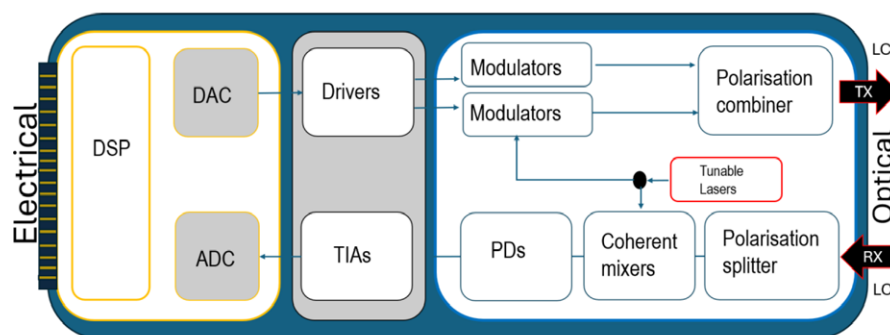 Electrical
DSP
DAC
ADC
Drivers
TIAs
Modulators
Modulators
Polarisation
combiner
Tunable
Lasers
PDs
Coherent
mixers
Polarisation
splitter
LC
TX
Optical
RX
LC